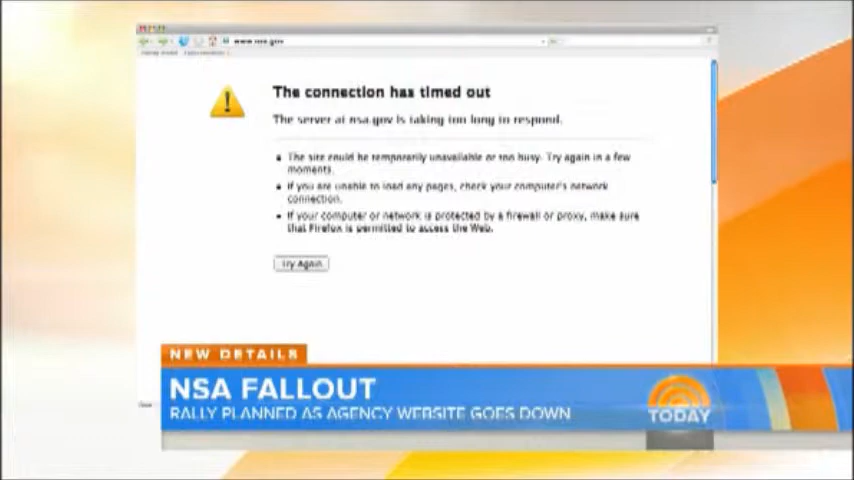 www.nsa.gov
The connection has timed out
The server at nsa.gov is taking too long to respond.
The site could be temporarily unavailable or too busy. Try again in a few
moments.
If you are unable to load any pages, check your computer's network
connection.
If your computer or network is protected by a firewall or proxy, make sure
that Firefox is permitted to access the Web.
Try Again
NEW DETAILS
NSA FALLOUT
RALLY PLANNED AS AGENCY WEBSITE GOES DOWN
TODAY